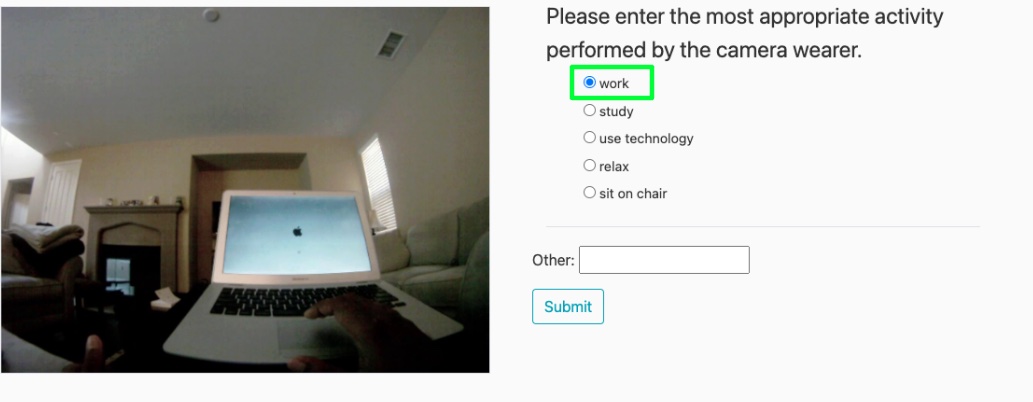 Please enter the most appropriate activity
performed by the camera wearer.
work
study
use technology
relax
sit on chair
Other:
Submit